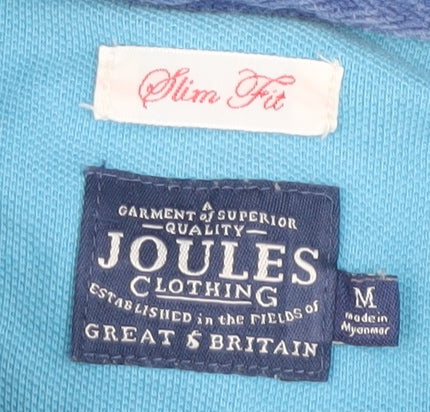 Slim Fit
A
GARMENT of SUPERIOR
QUALITY
JOULES
CLOTHING
ESTABLISHED in the FIELDS of
GREAT & BRITAIN
M
made in
Myanmar